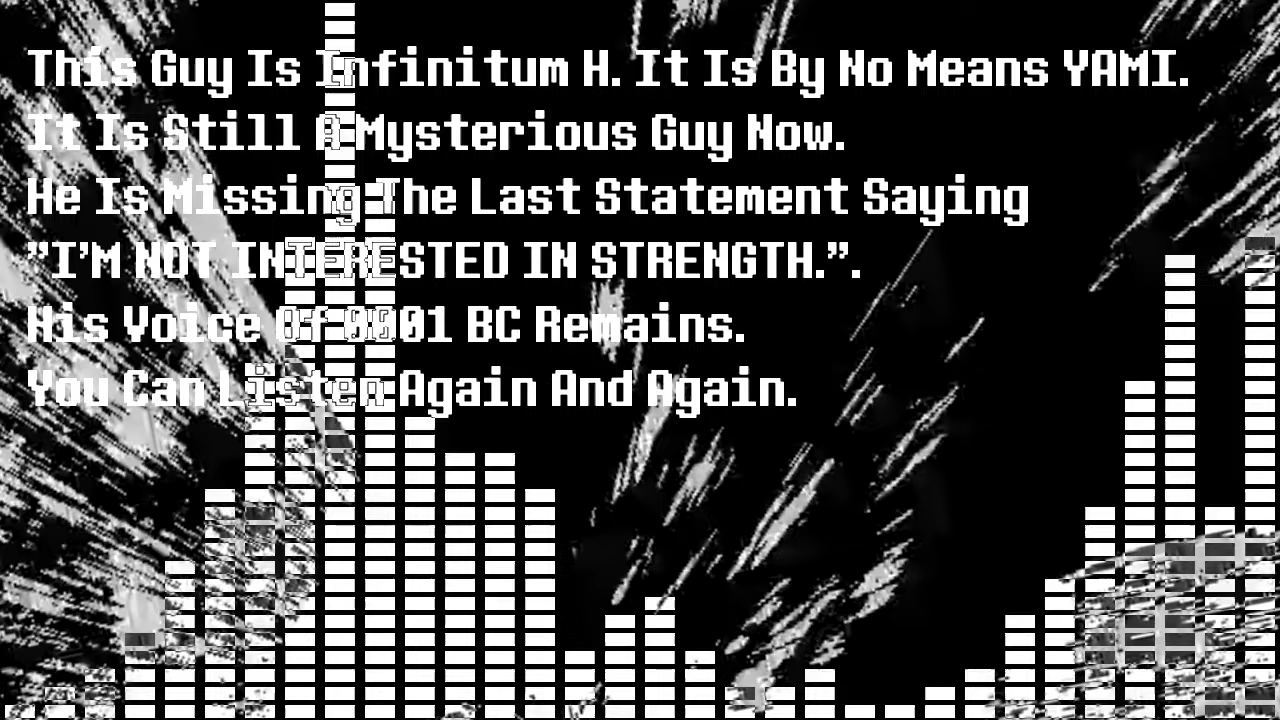 This Guy Is Infinitum H. It Is By No Means YAMI.
It Is Still A Mysterious Guy Now.
He Is Missing The Last Statement Saying
"I'M NOT INTERESTED IN STRENGTH.".
His Voice Of 0001 BC Remains.
You Can Listen Again And Again.